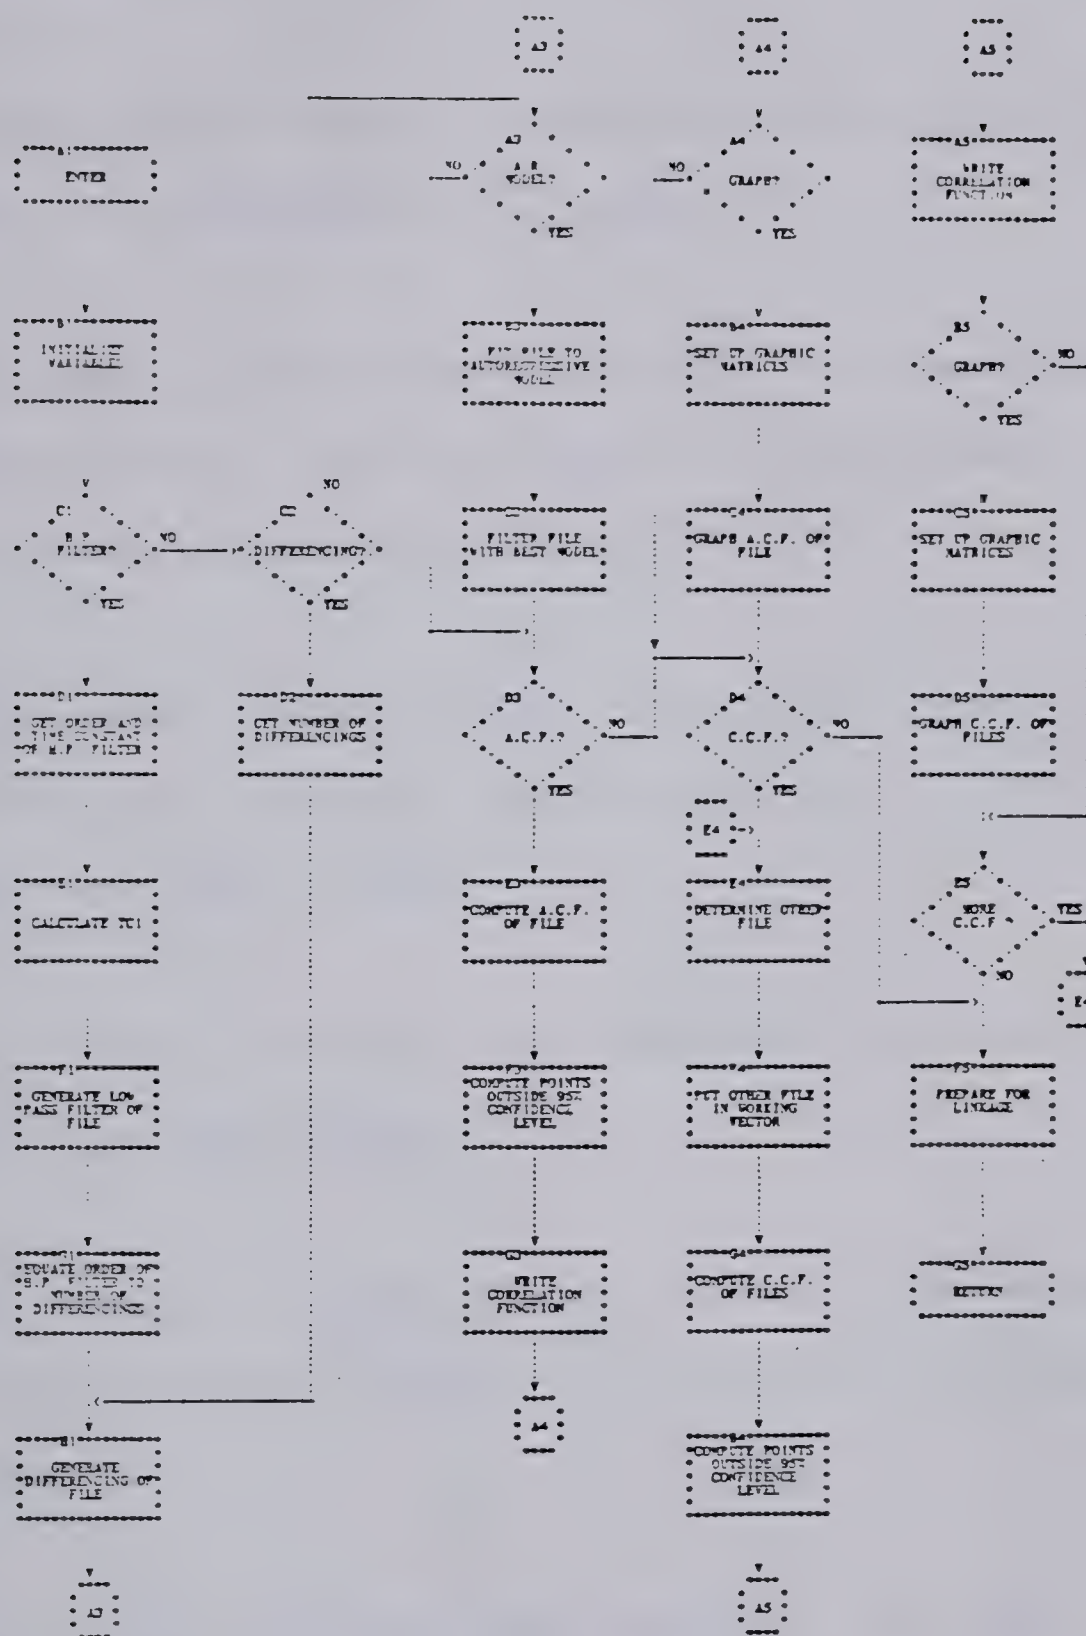 A3
A4
A5
A1
ENTER
B1
INITIALIZE
VARIABLES
C1
H.P.
FILTER?
NO
YES
D1
GET ORDER AND
TIME CONSTANT
OF H.P. FILTER
E1
CALCULATE TC1
F1
GENERATE LOW
PASS FILTER OF
FILE
G1
EQUATE ORDER OF
H.P. FILTER TO
NUMBER OF
DIFFERENCINGS
H1
GENERATE
DIFFERENCING OF
FILE
A3
NO
C2
DIFFERENCING?
YES
D2
GET NUMBER OF
DIFFERENCINGS
A3
A.R.
MODEL?
NO
YES
B3
FIT FILE TO
AUTOREGRESSIVE
MODEL
C3
FILTER FILE
WITH BEST MODEL
D3
A.C.F.?
NO
YES
E3
COMPUTE A.C.F.
OF FILE
F3
COMPUTE POINTS
OUTSIDE 95%
CONFIDENCE
LEVEL
G3
WRITE
CORRELATION
FUNCTION
A4
A4
GRAPH?
NO
YES
B4
SET UP GRAPHIC
MATRICES
C4
GRAPH A.C.F. OF
FILE
D4
C.C.F.?
NO
YES
E4
E4
DETERMINE OTHER
FILE
F4
PUT OTHER FILE
IN WORKING
VECTOR
G4
COMPUTE C.C.F.
OF FILES
H4
COMPUTE POINTS
OUTSIDE 95%
CONFIDENCE
LEVEL
A5
A5
WRITE
CORRELATION
FUNCTION
B5
GRAPH?
NO
YES
C5
SET UP GRAPHIC
MATRICES
D5
GRAPH C.C.F. OF
FILES
E5
MORE
C.C.F.?
YES
NO
E4
F5
PREPARE FOR
LINKAGE
G5
RETURN